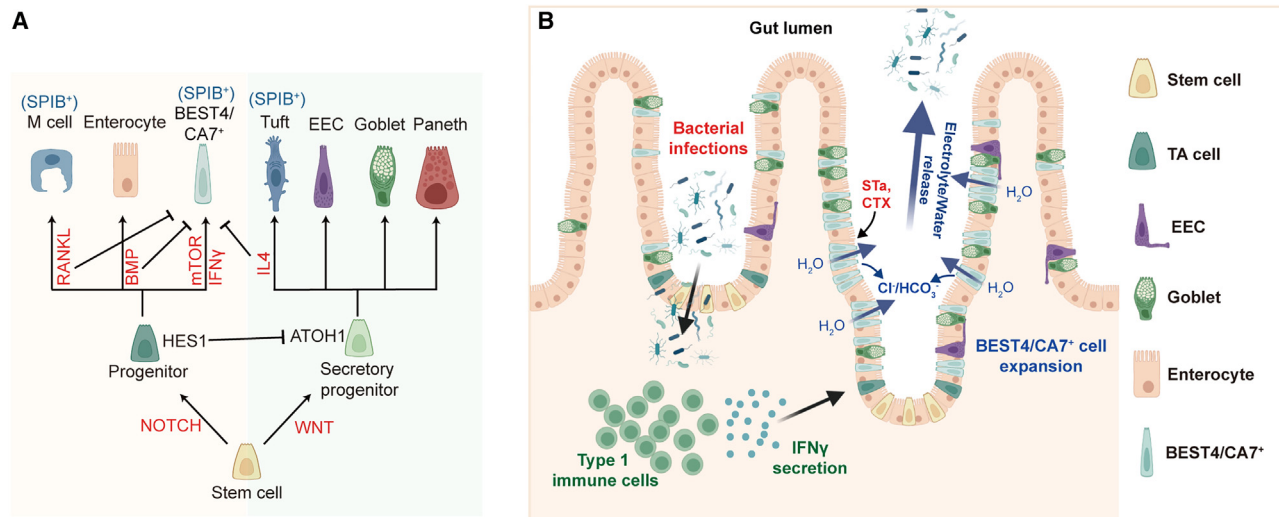 A
(SPIB⁺)
M cell
Enterocyte
(SPIB⁺)
BEST4/
CA7⁺
(SPIB⁺)
Tuft
EEC
Goblet
Paneth
RANKL
BMP
mTOR
IFNγ
IL4
HES1
ATOH1
Progenitor
Secretory
progenitor
NOTCH
WNT
Stem cell
B
Gut lumen
Bacterial
infections
STa,
CTX
Electrolyte/Water
release
H₂O
H₂O
Cl⁻/HCO₃⁻
H₂O
H₂O
BEST4/CA7⁺ cell
expansion
Type 1
immune cells
IFNγ
secretion
Stem cell
TA cell
EEC
Goblet
Enterocyte
BEST4/CA7⁺